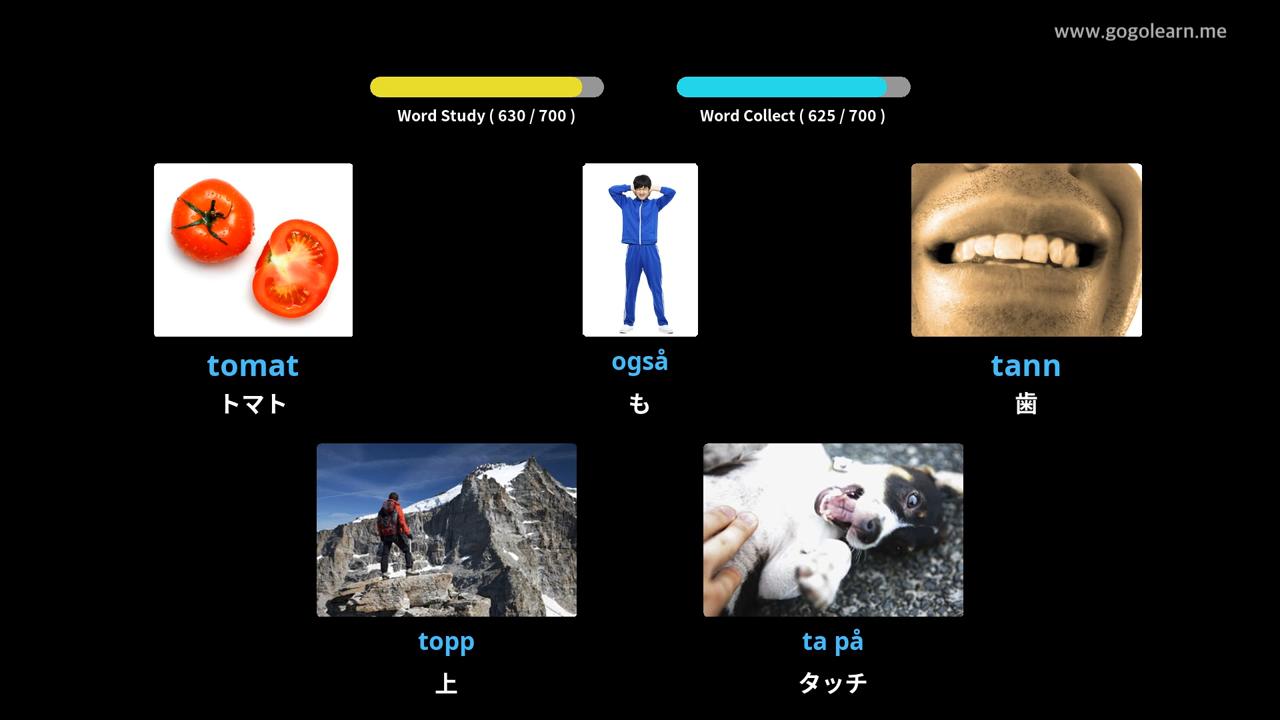 www.gogolearn.me
Word Study ( 630 / 700 )
Word Collect ( 625 / 700 )
tomat
トマト
også
も
tann
歯
topp
上
ta på
タッチ